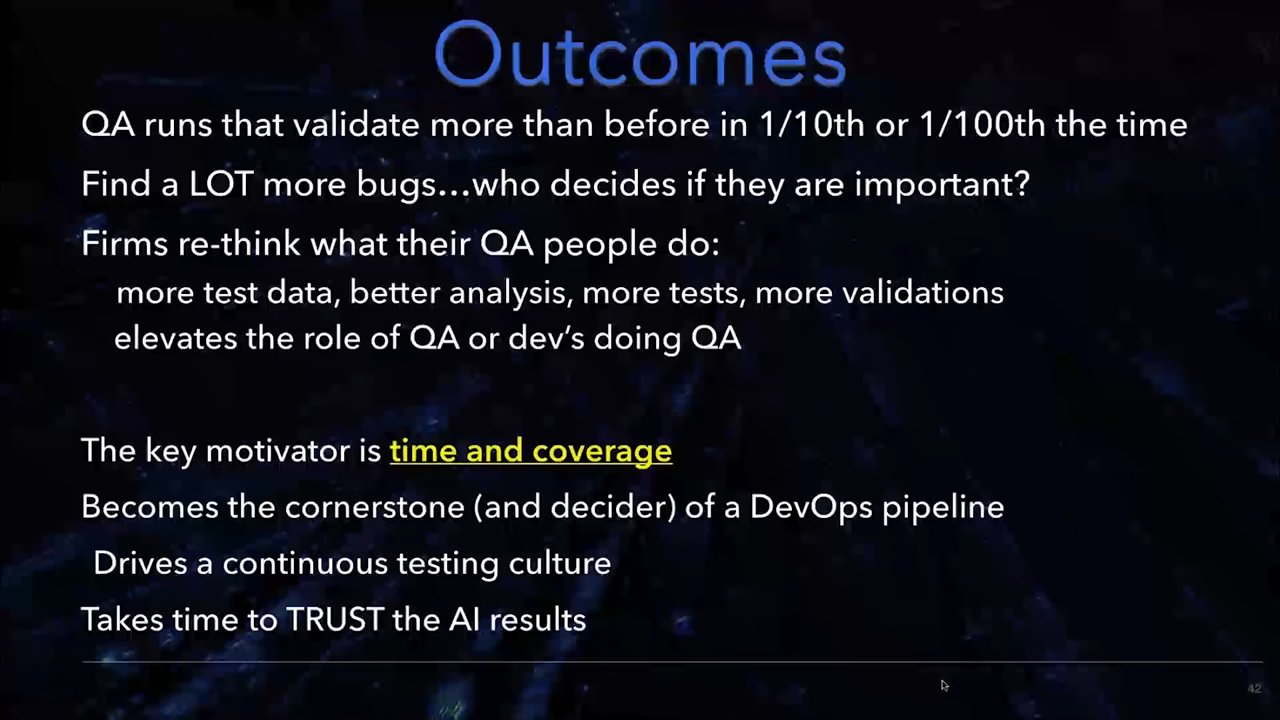 Outcomes
QA runs that validate more than before in 1/10th or 1/100th the time
Find a LOT more bugs...who decides if they are important?
Firms re-think what their QA people do:
more test data, better analysis, more tests, more validations
elevates the role of QA or dev's doing QA
The key motivator is time and coverage
Becomes the cornerstone (and decider) of a DevOps pipeline
Drives a continuous testing culture
Takes time to TRUST the AI results
42